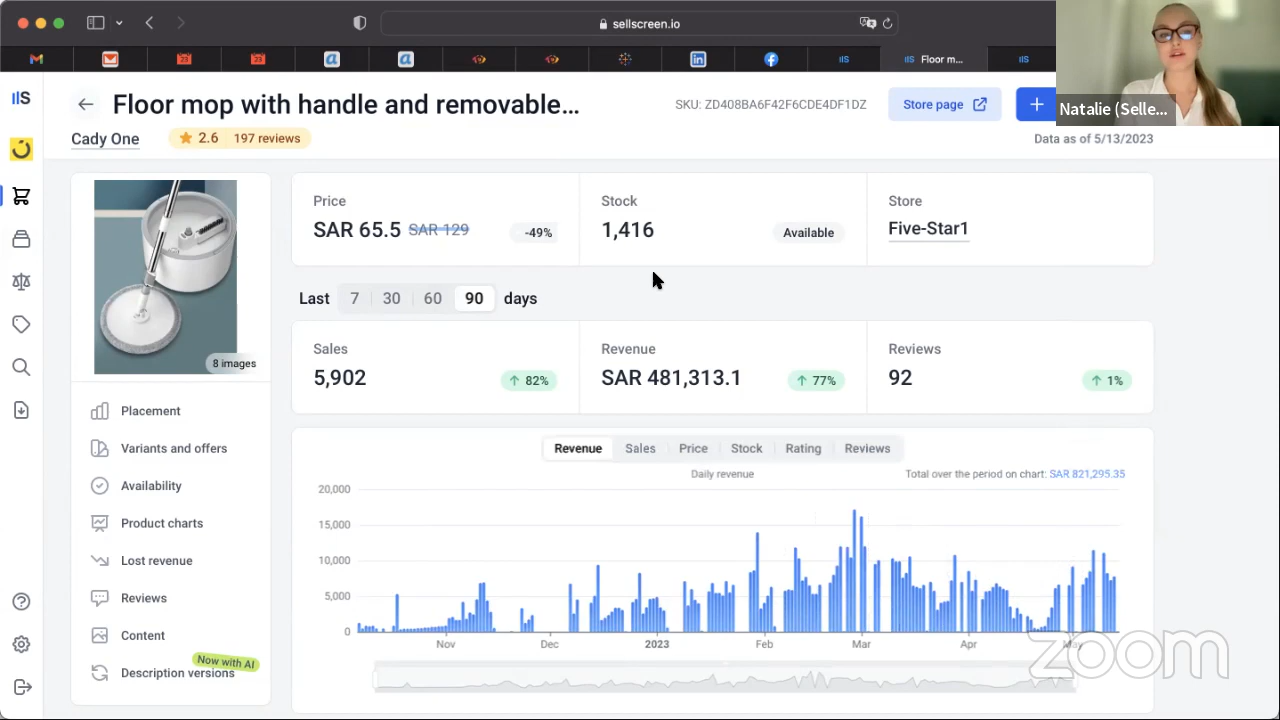 sellscreen.io
Floor m...
Natalie (Selle...
Floor mop with handle and removable...
SKU: ZD408BA6F42F6CDE4DF1DZ
Store page
Cady One
2.6 197 reviews
Data as of 5/13/2023
8 images
Placement
Variants and offers
Availability
Product charts
Lost revenue
Reviews
Content
Now with AI
Description versions
Price
SAR 65.5 SAR 129
-49%
Stock
1,416
Available
Store
Five-Star1
Last 7 30 60 90 days
Sales
5,902
82%
Revenue
SAR 481,313.1
77%
Reviews
92
1%
Revenue Sales Price Stock Rating Reviews
Daily revenue
Total over the period on chart: SAR 821,295.35
20,000
15,000
10,000
5,000
0
Nov Dec 2023 Feb Mar Apr May
zoom